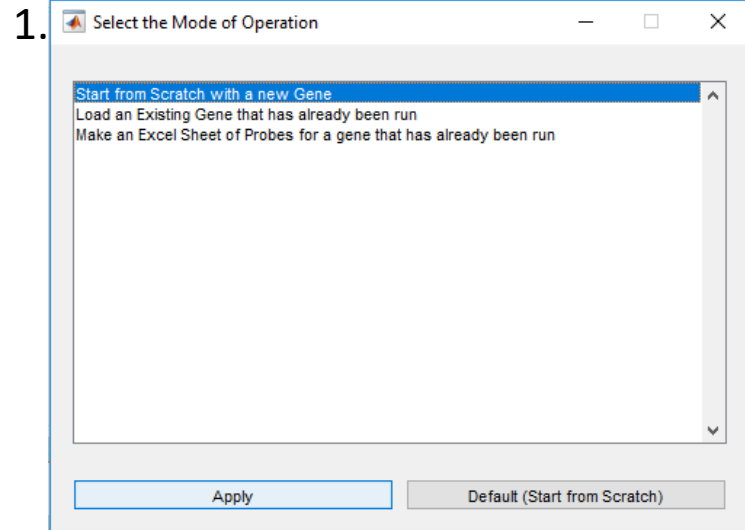 1.
Select the Mode of Operation
Start from Scratch with a new Gene
Load an Existing Gene that has already been run
Make an Excel Sheet of Probes for a gene that has already been run
Apply
Default (Start from Scratch)